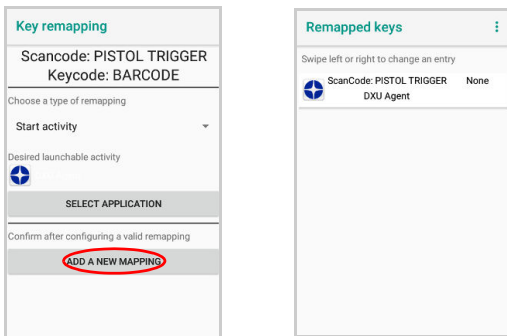 Key remapping
Scancode: PISTOL TRIGGER
Keycode: BARCODE
Choose a type of remapping
Start activity
Desired launchable activity
SELECT APPLICATION
Confirm after configuring a valid remapping
ADD A NEW MAPPING
Remapped keys
Swipe left or right to change an entry
ScanCode: PISTOL TRIGGER None
DXU Agent